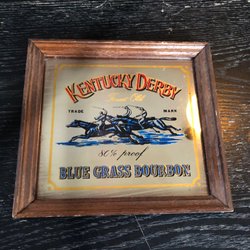 KENTUCKY DERBY
TRADE MARK
80% proof
BLUE GRASS BOURBON